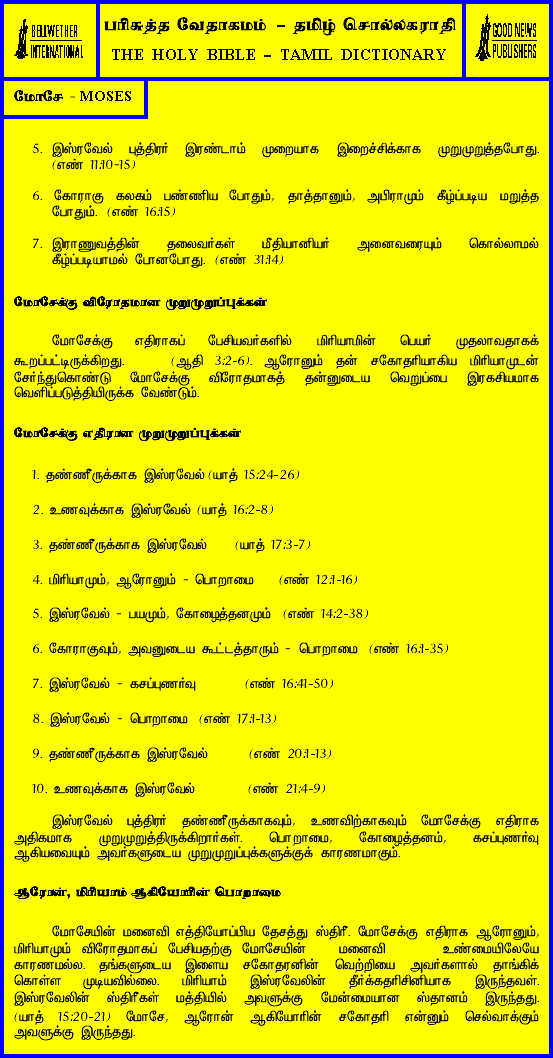 BELLWETHER
INTERNATIONAL
பரிசுத்த வேதாகமம் – தமிழ் சொல்லகராதி
THE HOLY BIBLE – TAMIL DICTIONARY
GOOD NEWS
PUBLISHERS
மோசே - MOSES
5. இஸ்ரவேல் புத்திரர் இரண்டாம் முறையாக இறைச்சிக்காக முறுமுறுத்தபோது.
(எண் 11:10-15)
6. கோராகு கலகம் பண்ணிய போதும், தாத்தானும், அபிராமும் கீழ்ப்படிய மறுத்த
போதும். (எண் 16:15)
7. இராணுவத்தின் தலைவர்கள் மீதியானியர் அனைவரையும் கொல்லாமல்
கீழ்ப்படியாமல் போனபோது. (எண் 31:14)
மோசேக்கு விரோதமான முறுமுறுப்புக்கள்
மோசேக்கு எதிராகப் பேசியவர்களில் மிரியாமின் பெயர் முதலாவதாகக்
கூறப்பட்டிருக்கிறது. (ஆதி 3:2-6). ஆரோனும் தன் சகோதரியாகிய மிரியாமுடன்
சேர்ந்துகொண்டு மோசேக்கு விரோதமாகத் தன்னுடைய வெறுப்பை இரகசியமாக
வெளிப்படுத்தியிருக்க வேண்டும்.
மோசேக்கு எதிரான முறுமுறுப்புக்கள்
1. தண்ணீருக்காக இஸ்ரவேல் (யாத் 15:24-26)
2. உணவுக்காக இஸ்ரவேல் (யாத் 16:2-8)
3. தண்ணீருக்காக இஸ்ரவேல் (யாத் 17:3-7)
4. மிரியாமும், ஆரோனும் - பொறாமை (எண் 12:1-16)
5. இஸ்ரவேல் - பயமும், கோழைத்தனமும் (எண் 14:2-38)
6. கோராகுவும், அவனுடைய கூட்டத்தாரும் - பொறாமை (எண் 16:1-35)
7. இஸ்ரவேல் - கசப்புணர்வு (எண் 16:41-50)
8. இஸ்ரவேல் - பொறாமை (எண் 17:1-13)
9. தண்ணீருக்காக இஸ்ரவேல் (எண் 20:1-13)
10. உணவுக்காக இஸ்ரவேல் (எண் 21:4-9)
இஸ்ரவேல் புத்திரர் தண்ணீருக்காகவும், உணவிற்காகவும் மோசேக்கு எதிராக
அதிகமாக முறுமுறுத்திருக்கிறார்கள். பொறாமை, கோழைத்தனம், கசப்புணர்வு
ஆகியவையும் அவர்களுடைய முறுமுறுப்புக்களுக்குக் காரணமாகும்.
ஆரோன், மிரியாம் ஆகியோரின் பொறாமை
மோசேயின் மனைவி எத்தியோப்பிய தேசத்து ஸ்திரீ. மோசேக்கு எதிராக ஆரோனும்,
மிரியாமும் விரோதமாகப் பேசியதற்கு மோசேயின் மனைவி உண்மையிலேயே
காரணமல்ல. தங்களுடைய இளைய சகோதரனின் வெற்றியை அவர்களால் தாங்கிக்
கொள்ள முடியவில்லை. மிரியாம் இஸ்ரவேலின் தீர்க்கதரிசினியாக இருந்தவள்.
இஸ்ரவேலின் ஸ்திரீகள் மத்தியில் அவளுக்கு மேன்மையான ஸ்தானம் இருந்தது.
(யாத் 15:20-21) மோசே, ஆரோன் ஆகியோரின் சகோதரி என்னும் செல்வாக்கும்
அவளுக்கு இருந்தது.